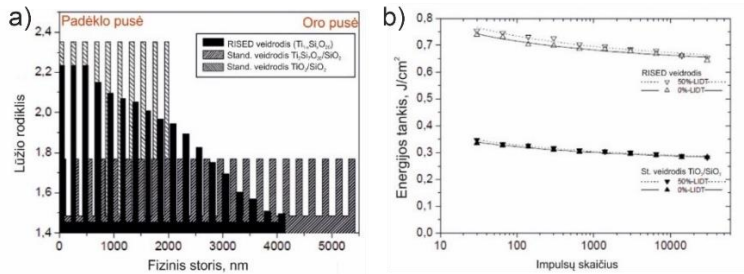 a)
Padėklo pusė
Oro pusė
Lūžio rodiklis
2,4
2,2
2,0
1,8
1,6
1,4
RISED veidrodis
Stand. veidrodis
Stand. veidrodis TiO₂/SiO₂
0
1000
2000
3000
4000
5000
Fizinis storis, nm
b)
Energijos tankis, J/cm²
0,8
0,7
0,6
0,5
0,4
0,3
0,2
0,1
0,0
RISED veidrodis
50%-LIDT
0%-LIDT
St. veidrodis TiO₂/SiO₂
50%-LIDT
0%-LIDT
10
100
1000
10000
Impulsų skaičius